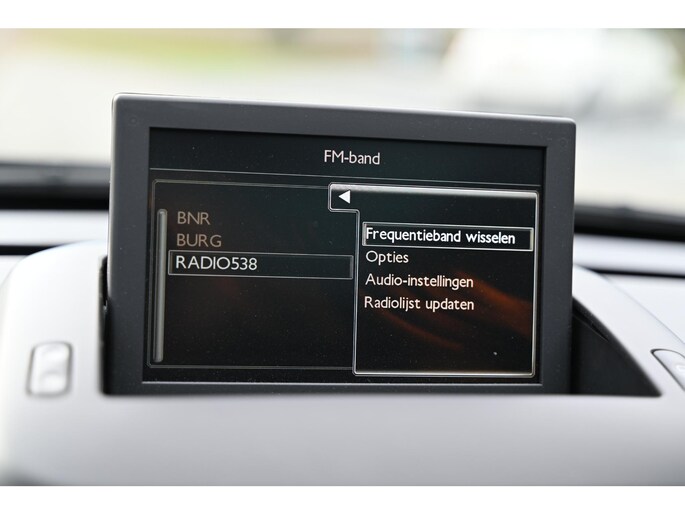 FM-band
BNR
BURG
RADIO538
Frequentieband wisselen
Opties
Audio-instellingen
Radiolijst updaten